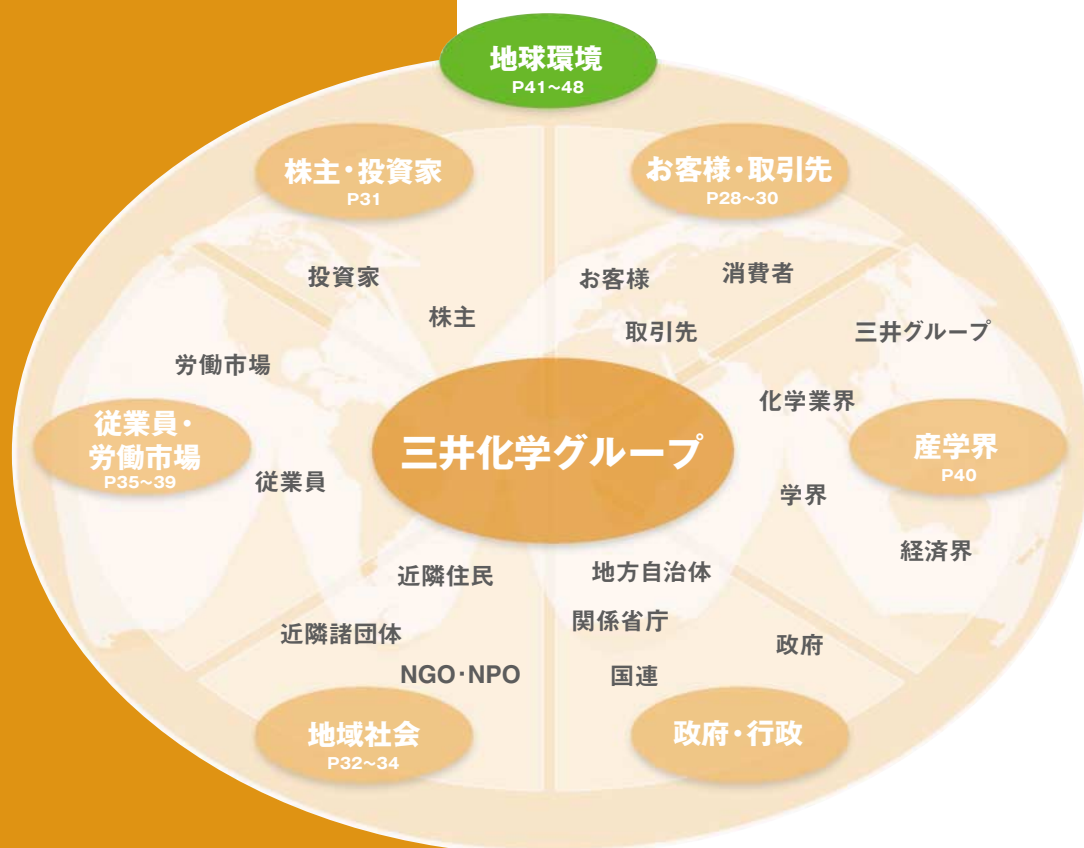 地球環境
P41~48
株主・投資家
P31
お客様・取引先
P28~30
投資家
株主
お客様
消費者
取引先
三井グループ
労働市場
化学業界
従業員・
労働市場
P35~39
従業員
三井化学グループ
産学界
P40
学界
経済界
近隣住民
地方自治体
近隣諸団体
関係省庁
政府
NGO・NPO
国連
地域社会
P32~34
政府・行政